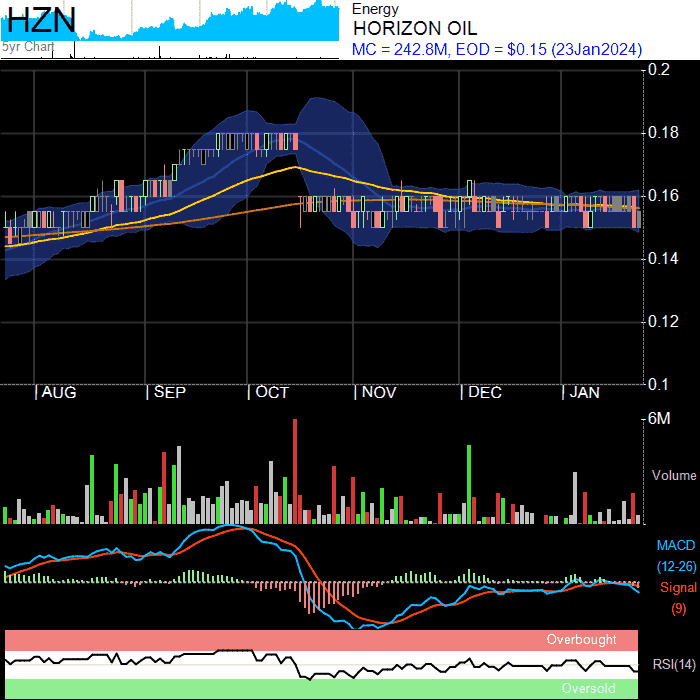 HZN
5yr Chart
Energy
HORIZON OIL
MC = 242.8M, EOD = $0.15 (23Jan2024)
0.2
0.18
0.16
0.14
0.12
0.1
| AUG | SEP | OCT | NOV | DEC | JAN
6M
Volume
MACD
(12-26)
Signal
(9)
Overbought
RSI(14)
Oversold